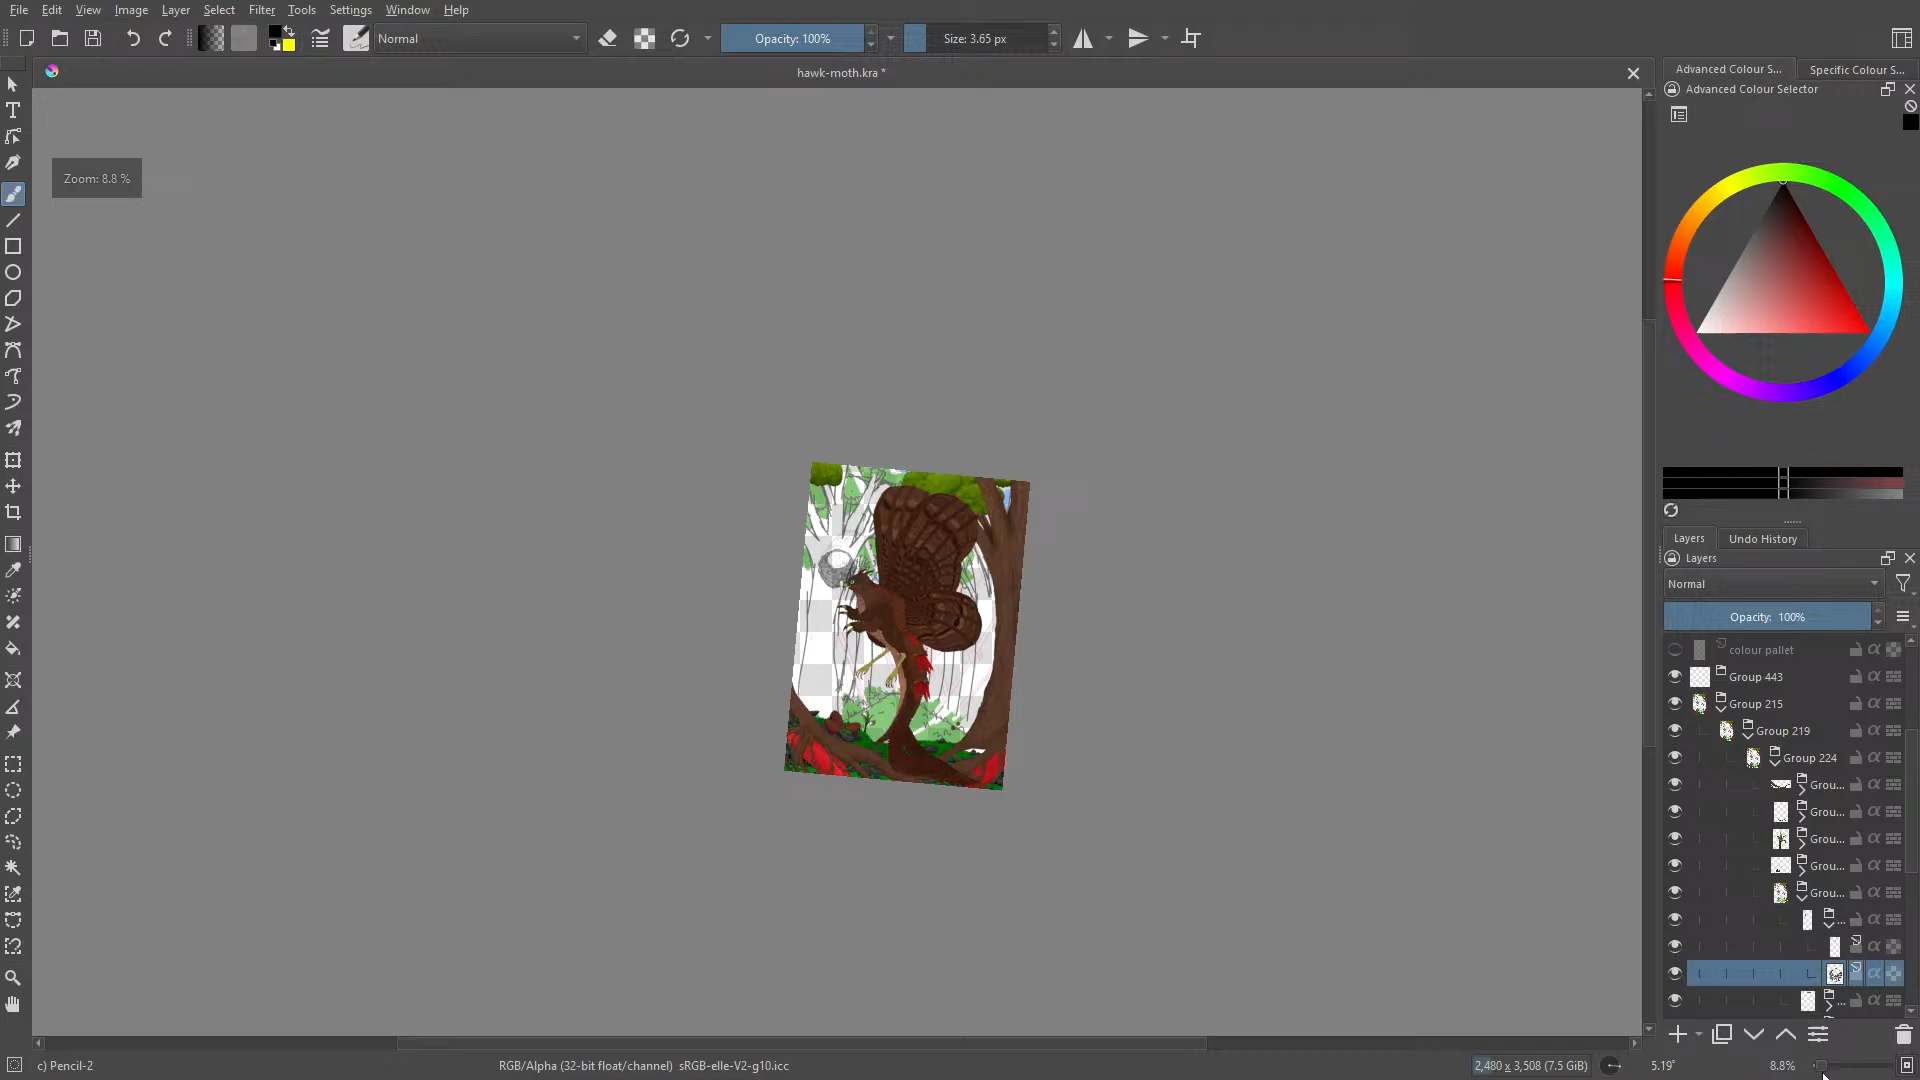 File Edit View Image Layer Select Filter Tools Settings Window Help
Normal
Opacity: 100%
Size: 3.65 px
hawk-moth.kra *
Zoom: 8.8 %
Advanced Colour S...
Specific Colour S...
Advanced Colour Selector
Layers
Undo History
Layers
Normal
Opacity: 100%
colour pallet
Group 443
Group 215
Group 219
Group 224
Grou...
Grou...
Grou...
Grou...
Grou...
c) Pencil-2
RGB/Alpha (32-bit float/channel) sRGB-elle-V2-g10.icc
2,480 x 3,508 (7.5 GiB)
5.19°
8.8%